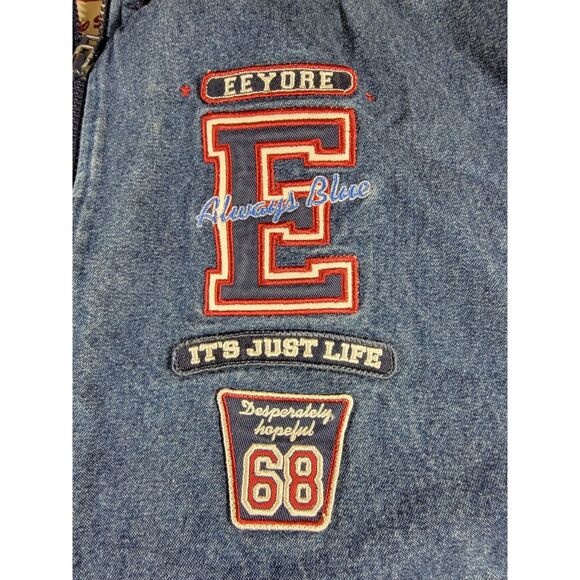 EEYORE
E
Always Blue
IT'S JUST LIFE
Desperately,
hopeful
68